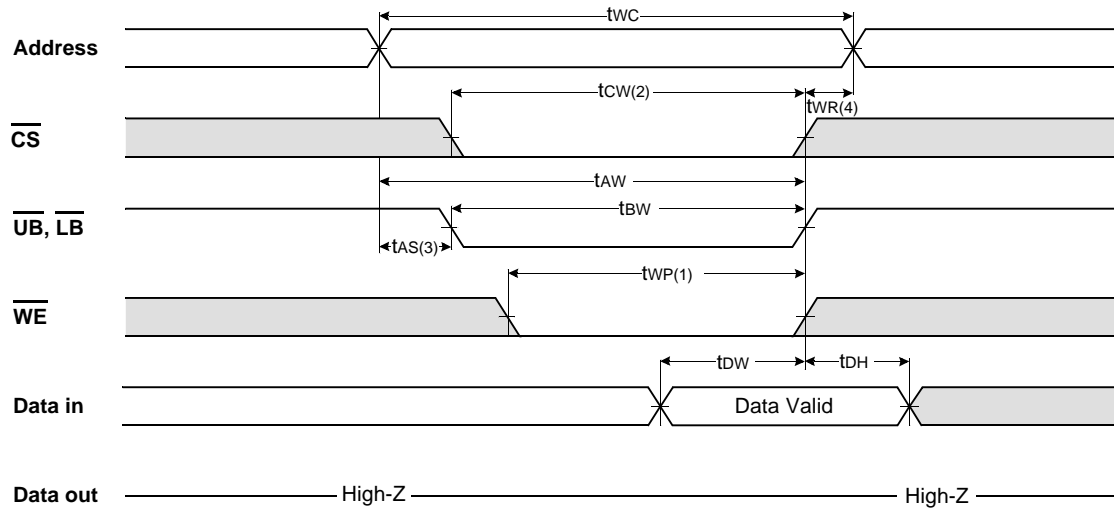 tWC
Address
tCW(2)
tWR(4)
CS
tAW
UB, LB
tBW
tAS(3)
tWP(1)
WE
tDW
tDH
Data in
Data Valid
Data out
High-Z
High-Z